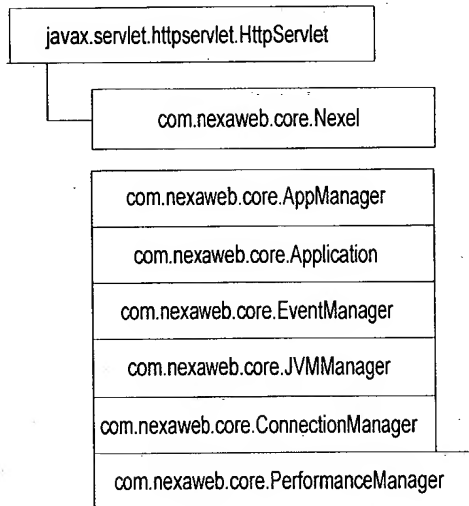 javax.servlet.httpservlet.HttpServlet
com.nexaweb.core.Nexel
com.nexaweb.core.AppManager
com.nexaweb.core.Application
com.nexaweb.core.EventManager
com.nexaweb.core.JVMManager
com.nexaweb.core.ConnectionManager
com.nexaweb.core.PerformanceManager